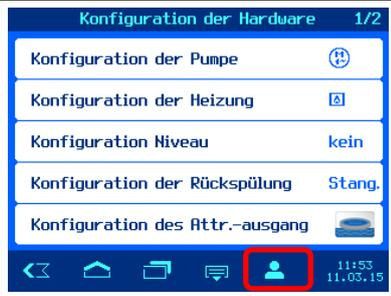 Konfiguration der Hardware 1/2
Konfiguration der Pumpe
Konfiguration der Heizung
Konfiguration Niveau kein
Konfiguration der Rückspülung Stang.
Konfiguration des Attr.-ausgang
11:53
11.03.15